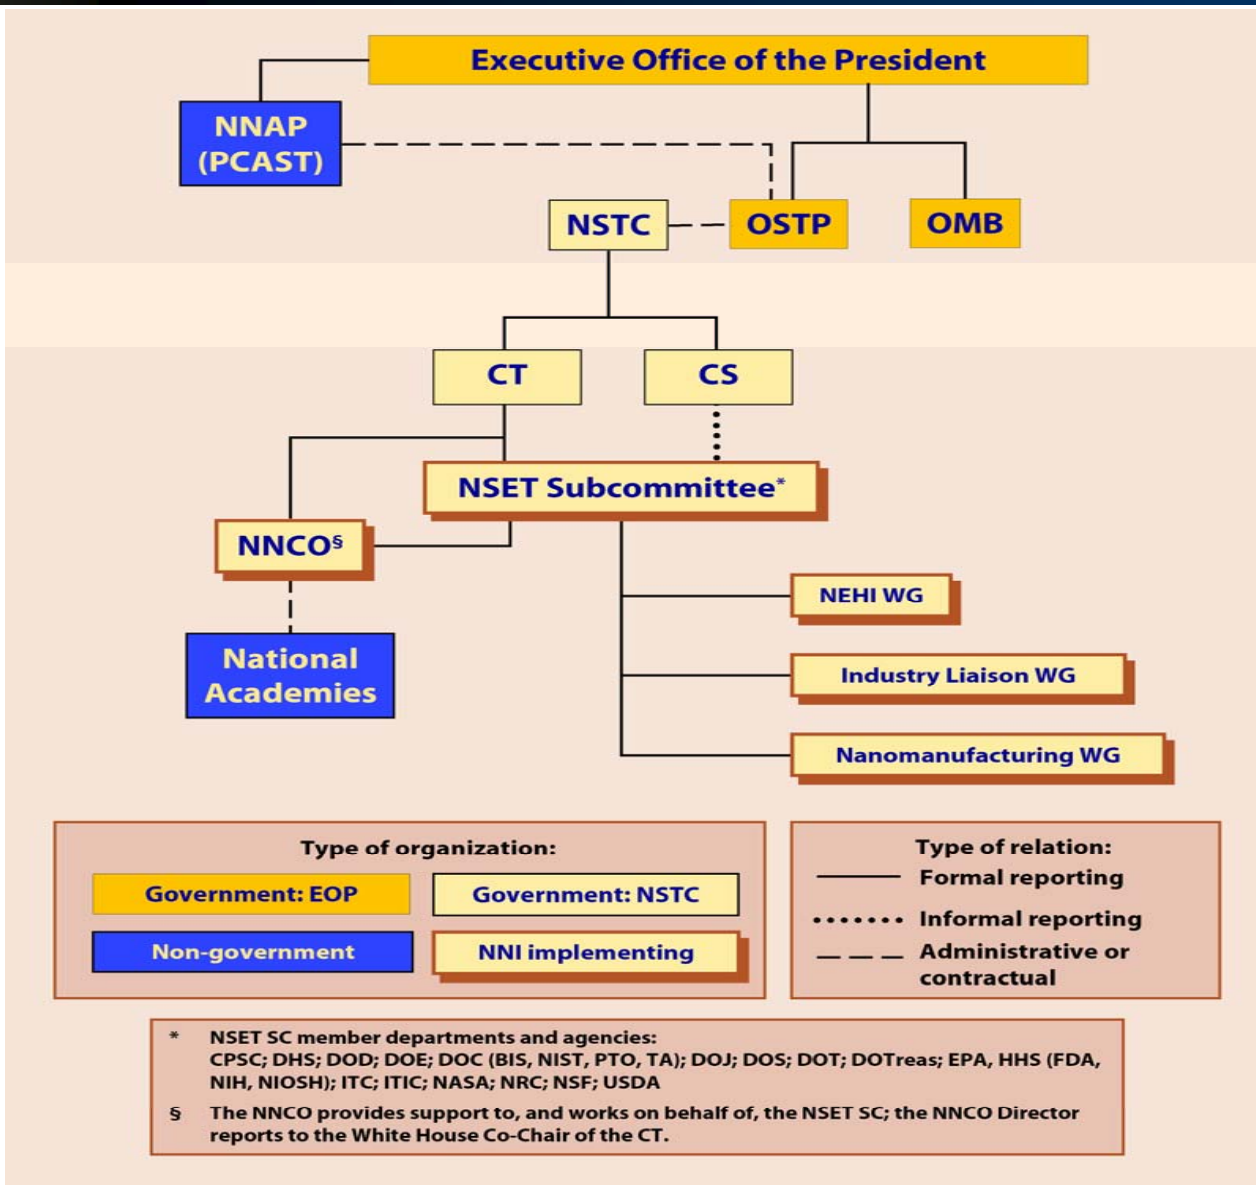 Executive Office of the President
NNAP
(PCAST)
NSTC
OSTP
OMB
CT
CS
NSET Subcommittee*
NNCO§
NEHI WG
National
Academies
Industry Liaison WG
Nanomanufacturing WG
Type of organization:
Government: EOP
Government: NSTC
Non-government
NNI implementing
Type of relation:
Formal reporting
Informal reporting
Administrative or
contractual
* NSET SC member departments and agencies:
CPSC; DHS; DOD; DOE; DOC (BIS, NIST, PTO, TA); DOJ; DOS; DOT; DOTreas; EPA, HHS (FDA,
NIH, NIOSH); ITC; ITIC; NASA; NRC; NSF; USDA
§ The NNCO provides support to, and works on behalf of, the NSET SC; the NNCO Director
reports to the White House Co-Chair of the CT.